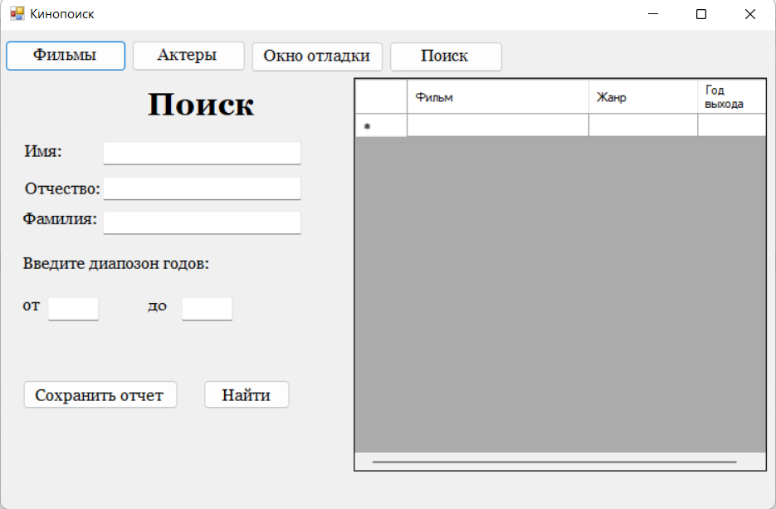 Кинопоиск
Фильмы Актеры Окно отладки Поиск
Поиск
Имя:
Отчество:
Фамилия:
Введите диапозон годов:
от до
Сохранить отчет Найти
Фильм Жанр Год
выхода